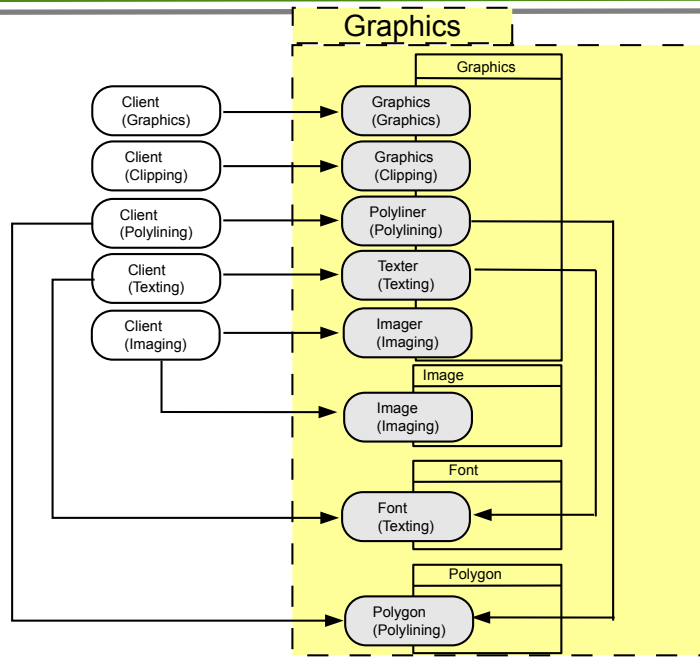 Graphics
Graphics
Client
(Graphics)
Graphics
(Graphics)
Client
(Clipping)
Graphics
(Clipping)
Client
(Polylining)
Polyliner
(Polylining)
Client
(Texting)
Texter
(Texting)
Client
(Imaging)
Imager
(Imaging)
Image
Image
(Imaging)
Font
Font
(Texting)
Polygon
Polygon
(Polylining)